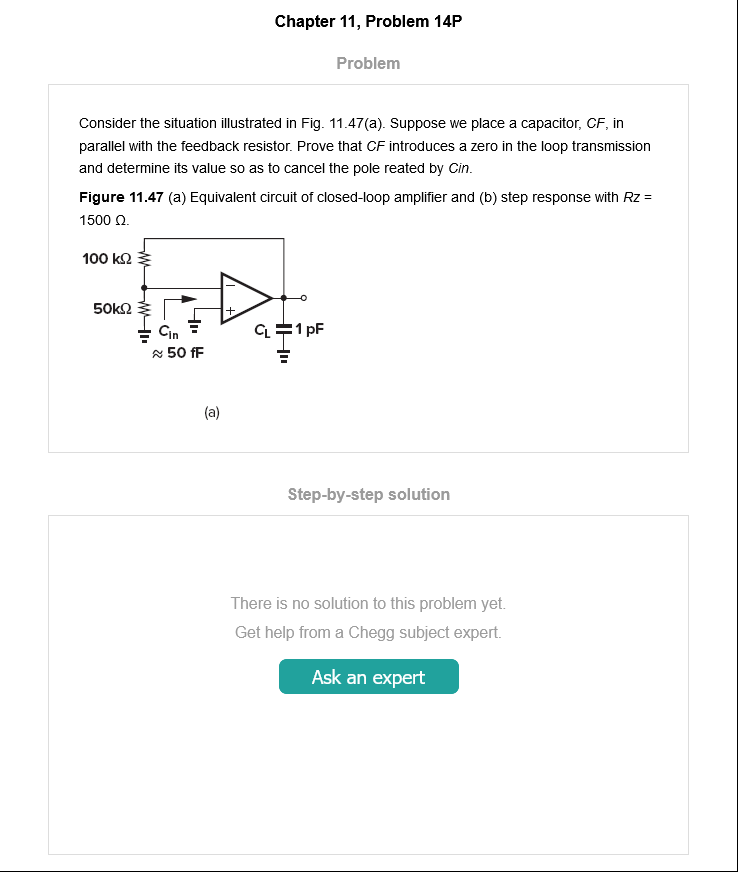 Chapter 11, Problem 14P
Problem
Consider the situation illustrated in Fig. 11.47(a). Suppose we place a capacitor, CF, in
parallel with the feedback resistor. Prove that CF introduces a zero in the loop transmission
and determine its value so as to cancel the pole reated by Cin.
Figure 11.47 (a) Equivalent circuit of closed-loop amplifier and (b) step response with Rz =
1500 Ω.
100 kΩ
50kΩ
−
+
Cin
≈ 50 fF
CL
1 pF
(a)
Step-by-step solution
There is no solution to this problem yet.
Get help from a Chegg subject expert.
Ask an expert